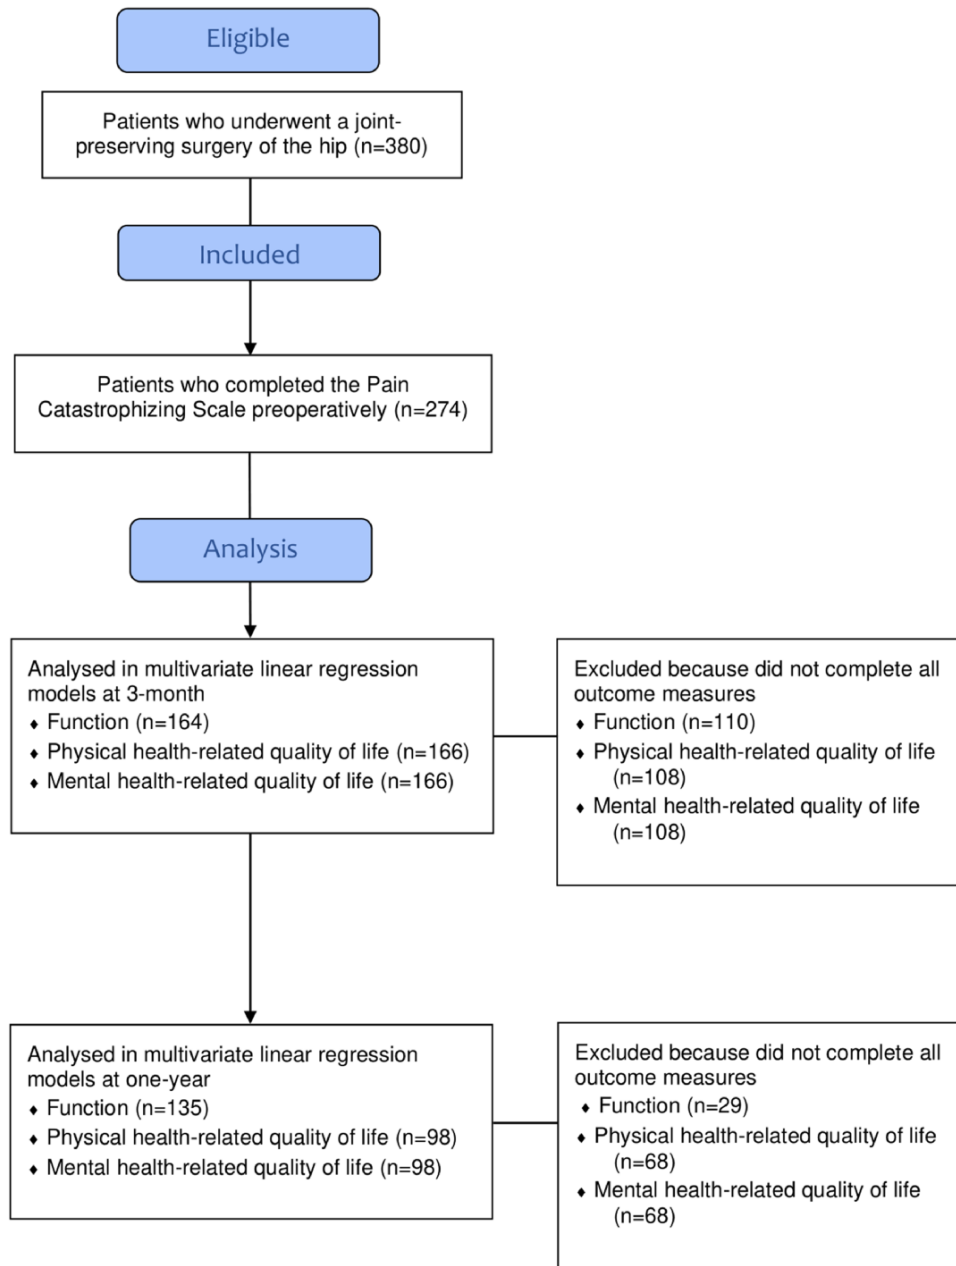 Eligible
Patients who underwent a joint-
preserving surgery of the hip (n=380)
Included
Patients who completed the Pain
Catastrophizing Scale preoperatively (n=274)
Analysis
Analysed in multivariate linear regression
models at 3-month
♦ Function (n=164)
♦ Physical health-related quality of life (n=166)
♦ Mental health-related quality of life (n=166)
Excluded because did not complete all
outcome measures
♦ Function (n=110)
♦ Physical health-related quality of life
(n=108)
♦ Mental health-related quality of life
(n=108)
Analysed in multivariate linear regression
models at one-year
♦ Function (n=135)
♦ Physical health-related quality of life (n=98)
♦ Mental health-related quality of life (n=98)
Excluded because did not complete all
outcome measures
♦ Function (n=29)
♦ Physical health-related quality of life
(n=68)
♦ Mental health-related quality of life
(n=68)